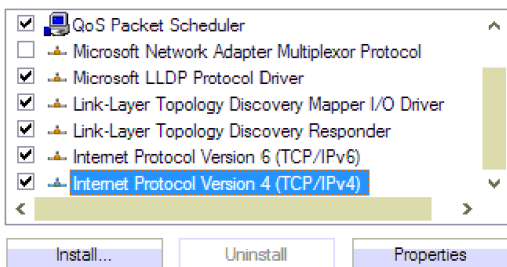 QoS Packet Scheduler
Microsoft Network Adapter Multiplexor Protocol
Microsoft LLDP Protocol Driver
Link-Layer Topology Discovery Mapper I/O Driver
Link-Layer Topology Discovery Responder
Internet Protocol Version 6 (TCP/IPv6)
Internet Protocol Version 4 (TCP/IPv4)
Install... Uninstall Properties